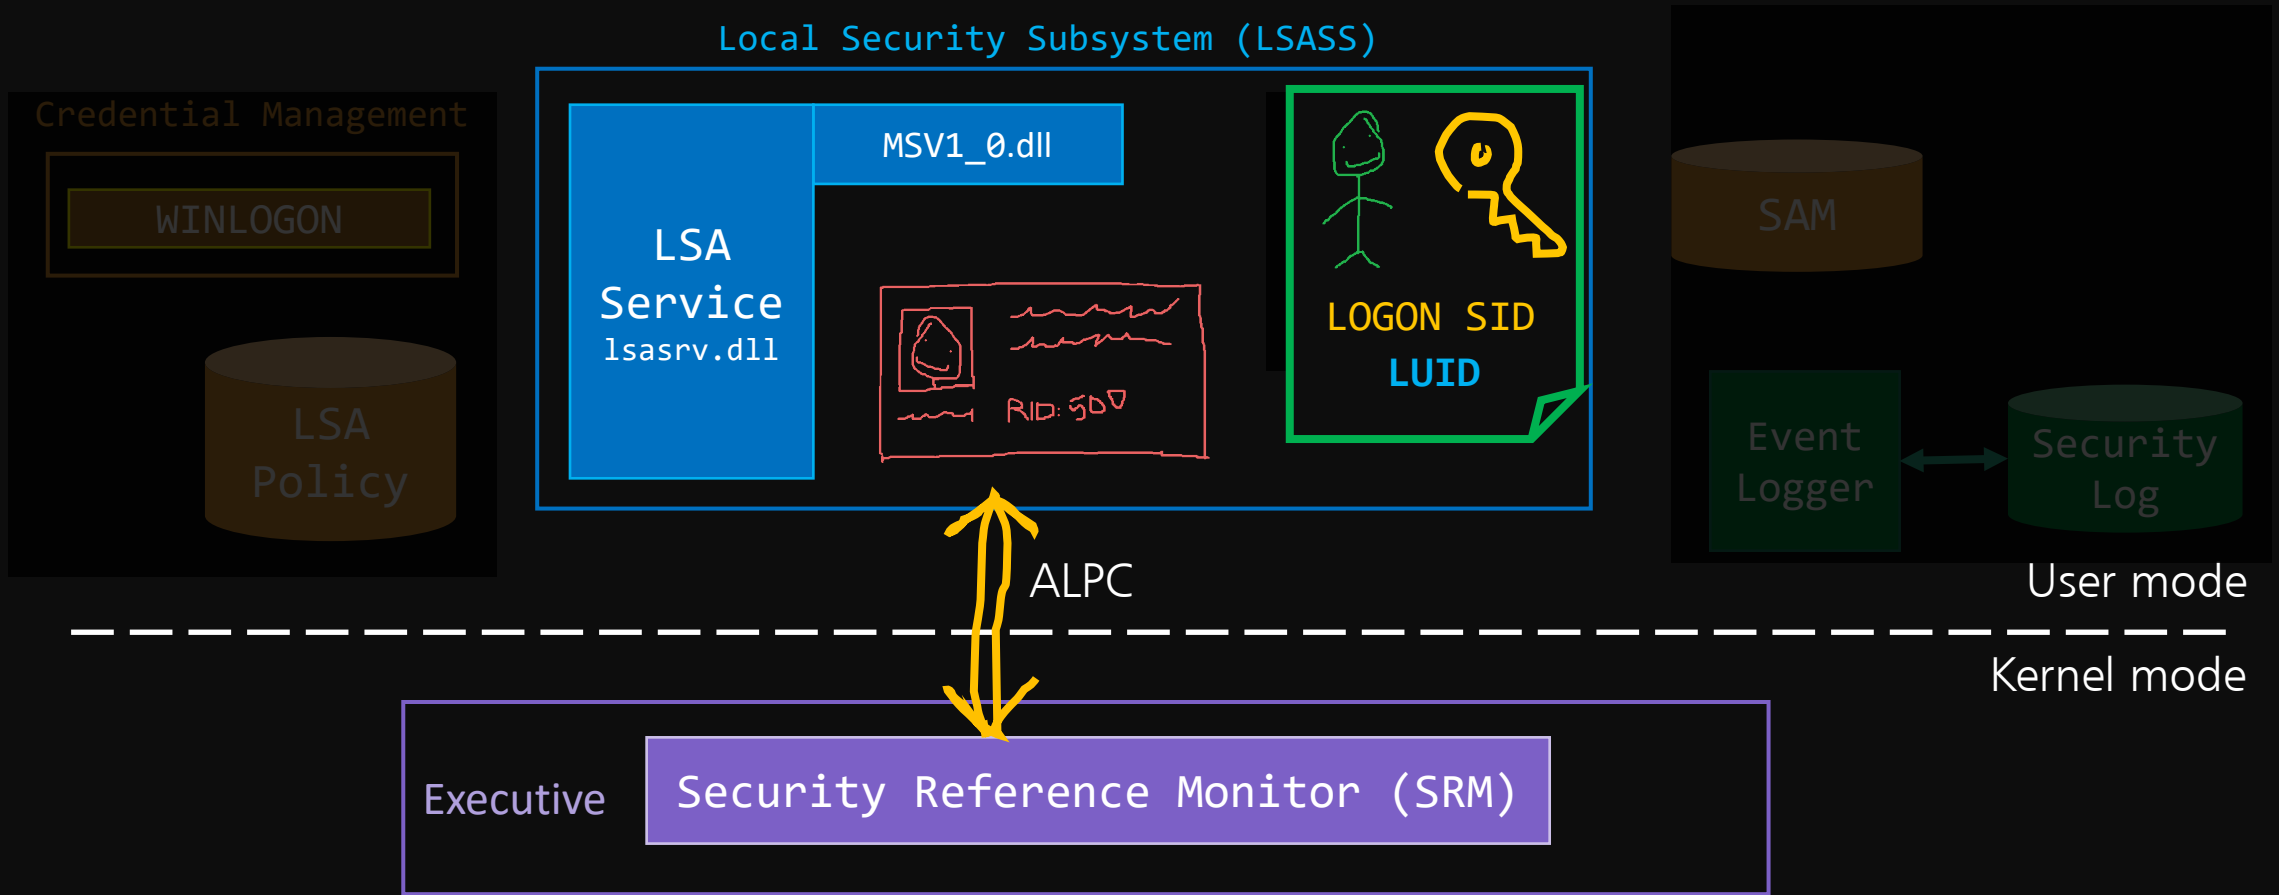 Local Security Subsystem (LSASS)
Credential Management
WINLOGON
LSA
Policy
LSA
Service
lsasrv.dll
MSV1_0.dll
RID: 500
LOGON SID
LUID
SAM
Event
Logger
Security
Log
ALPC
User mode
Kernel mode
Executive
Security Reference Monitor (SRM)